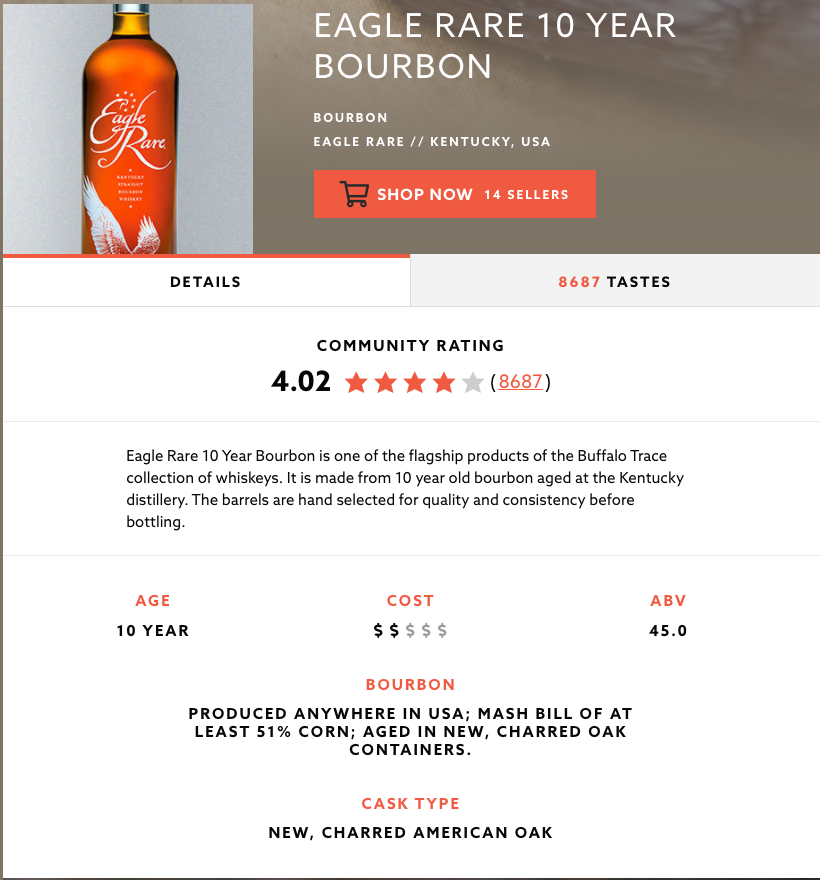 EAGLE RARE 10 YEAR
BOURBON
BOURBON
EAGLE RARE // KENTUCKY, USA
SHOP NOW 14 SELLERS
Eagle
Rare
KENTUCKY
STRAIGHT
BOURBON
WHISKEY
DETAILS
8687 TASTES
COMMUNITY RATING
4.02 (8687)
Eagle Rare 10 Year Bourbon is one of the flagship products of the Buffalo Trace
collection of whiskeys. It is made from 10 year old bourbon aged at the Kentucky
distillery. The barrels are hand selected for quality and consistency before
bottling.
AGE
10 YEAR
COST
$ $ $ $ $
ABV
45.0
BOURBON
PRODUCED ANYWHERE IN USA; MASH BILL OF AT
LEAST 51% CORN; AGED IN NEW, CHARRED OAK
CONTAINERS.
CASK TYPE
NEW, CHARRED AMERICAN OAK